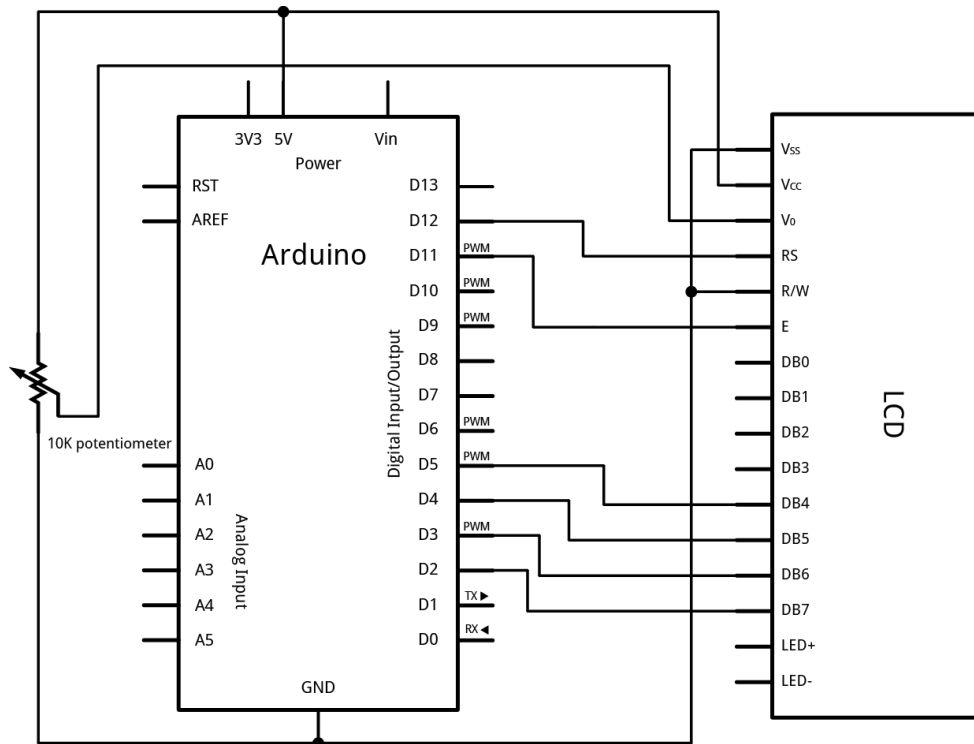 3V3 5V Vin
Power
RST
AREF
Arduino
D13
D12
D11 PWM
D10 PWM
D9 PWM
D8
D7
D6 PWM
D5 PWM
D4
D3 PWM
D2
D1 TX ▶
D0 RX ◀
Digital Input/Output
10K potentiometer
A0
A1
A2
A3
A4
A5
Analog Input
GND
Vss
Vcc
V0
RS
R/W
E
DB0
DB1
DB2
DB3
DB4
DB5
DB6
DB7
LED+
LED-
LCD